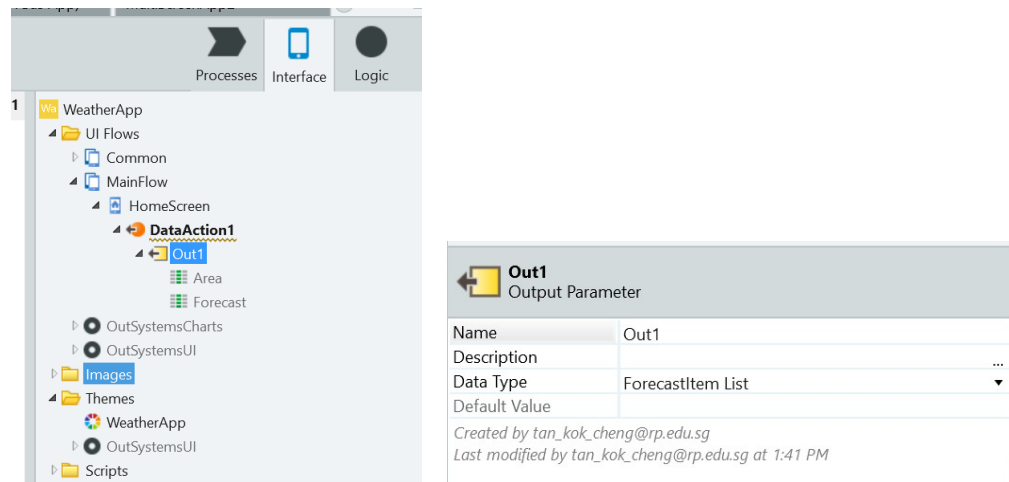 Processes
Interface
Logic
1
Wa
WeatherApp
UI Flows
Common
MainFlow
HomeScreen
DataAction1
Out1
Area
Forecast
OutSystemsCharts
OutSystemsUI
Images
Themes
WeatherApp
OutSystemsUI
Scripts
Out1
Output Parameter
Name Out1
Description ...
Data Type ForecastItem List
Default Value
Created by tan_kok_cheng@rp.edu.sg
Last modified by tan_kok_cheng@rp.edu.sg at 1:41 PM